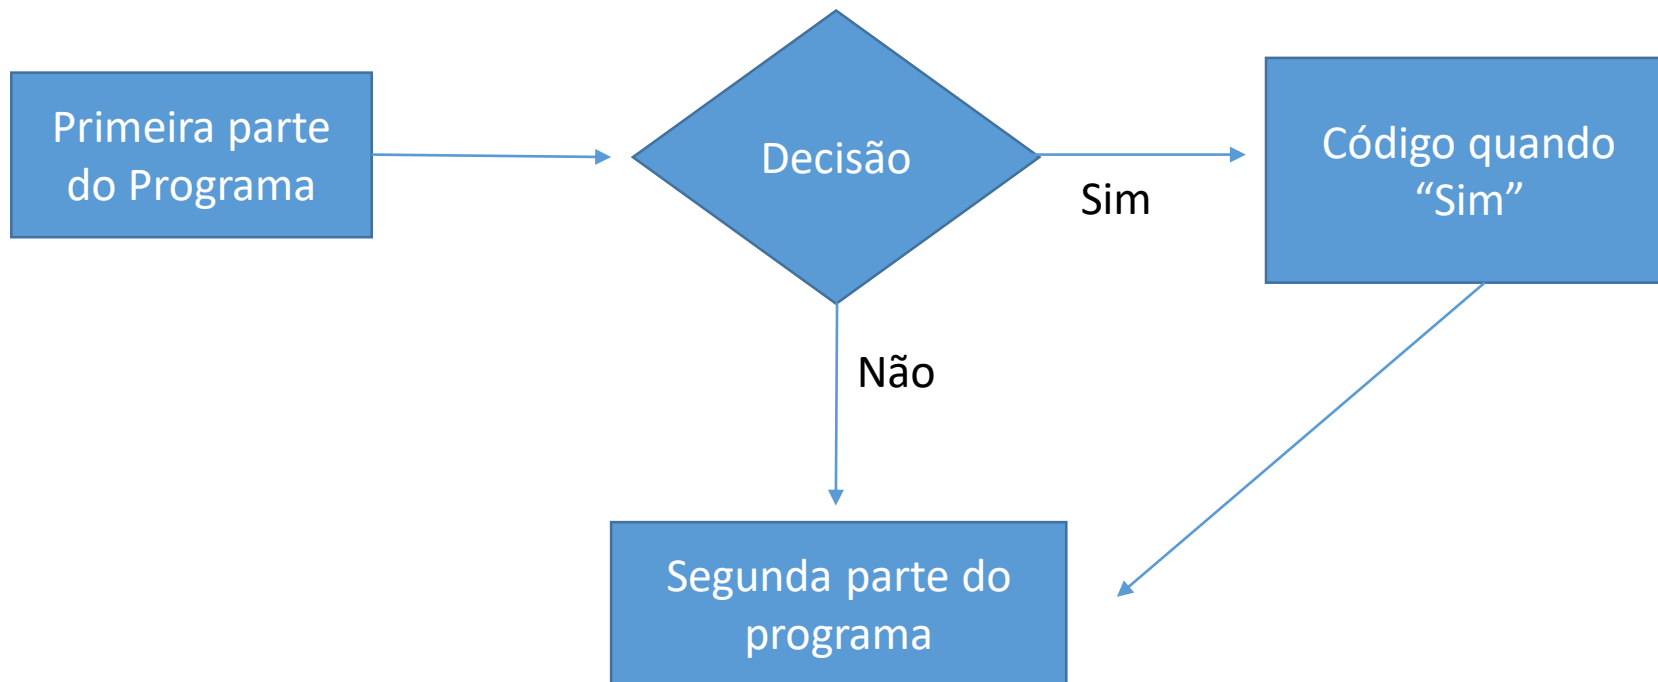 Primeira parte
do Programa
Decisão
Sim
Código quando
“Sim”
Não
Segunda parte do
programa